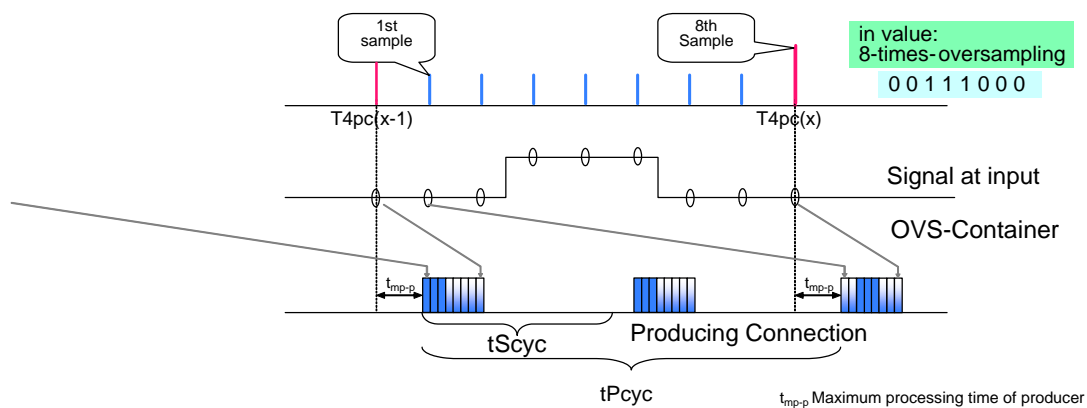 1st
sample
8th
Sample
in value:
8-times-oversampling
0 0 1 1 1 0 0 0
T4pc(x-1)
T4pc(x)
Signal at input
OVS-Container
tmp-p
tmp-p
tScyc
Producing Connection
tPcyc
tmp-p Maximum processing time of producer